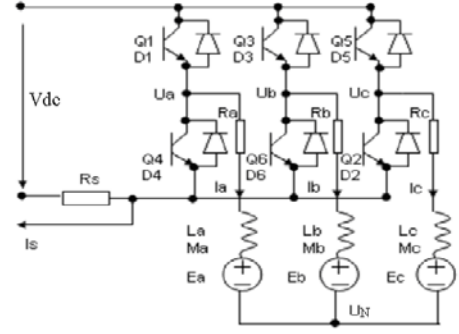 Q1 Q3 Q5
D1 D3 D5
Vdc
Ua Ra Ub Rb Uc Rc
Q4 Q6 Q2
D4 D6 D2
Rs
Ia Ib Ic
Is
La Lb Lc
Ma Mb Mc
Ea Eb Ec
UN